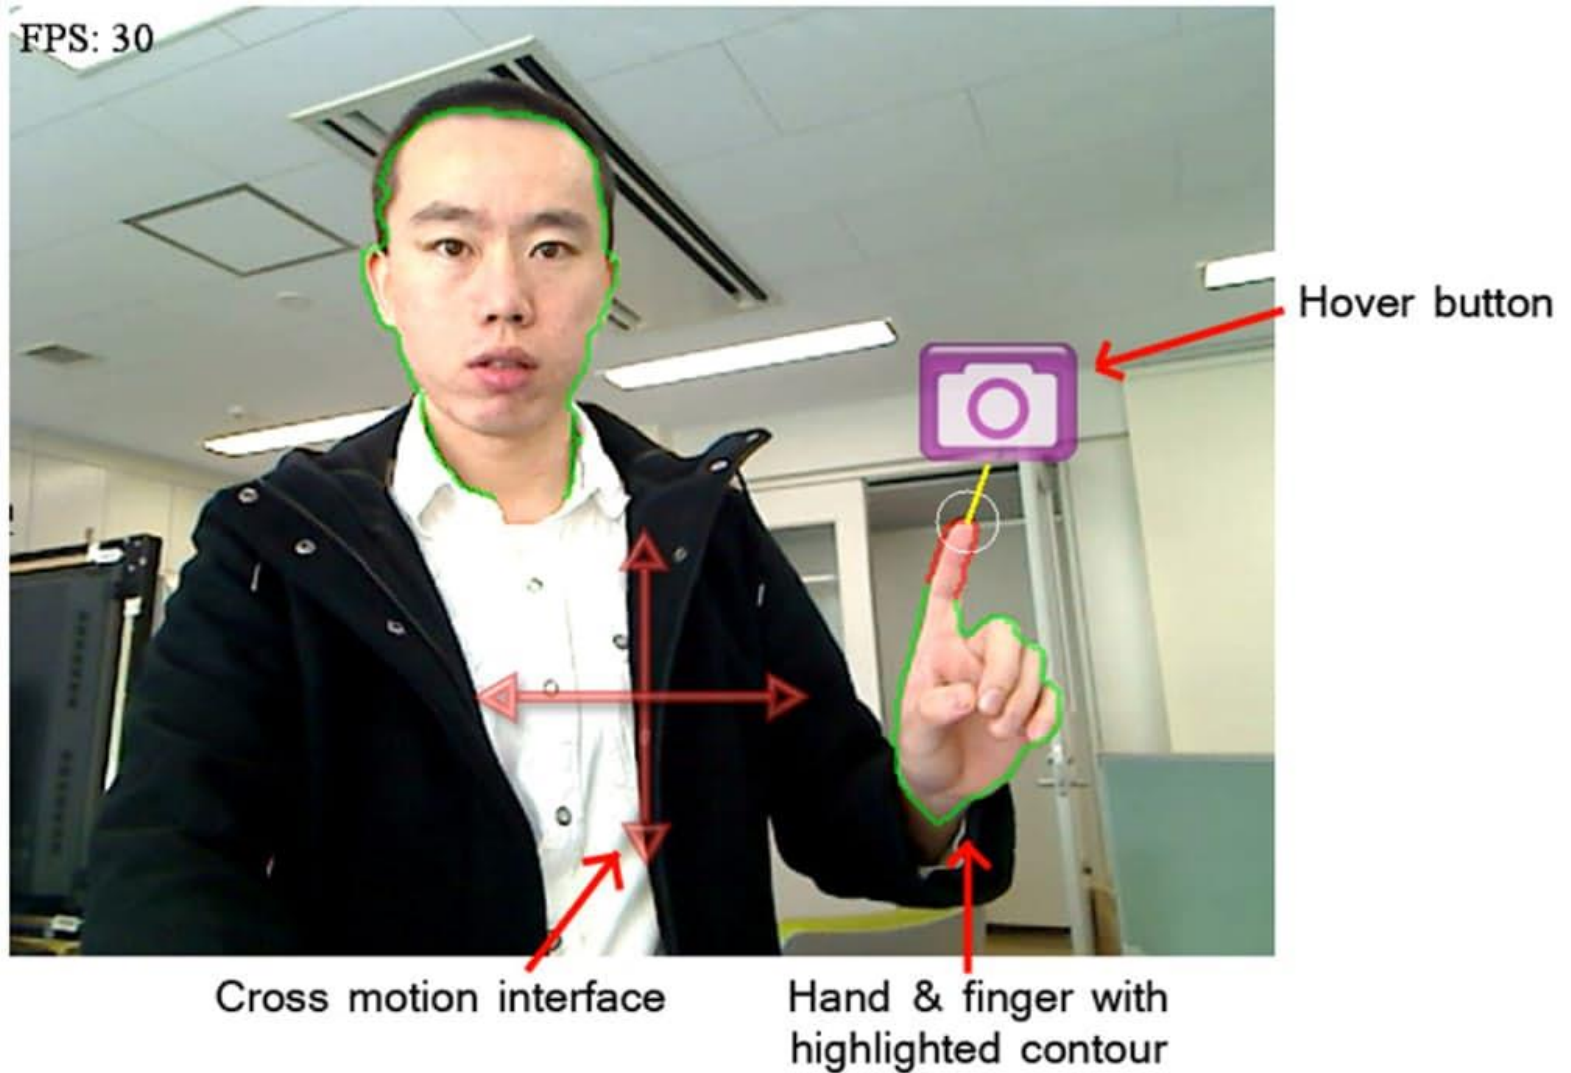 FPS: 30
Hover button
Cross motion interface
Hand & finger with
highlighted contour